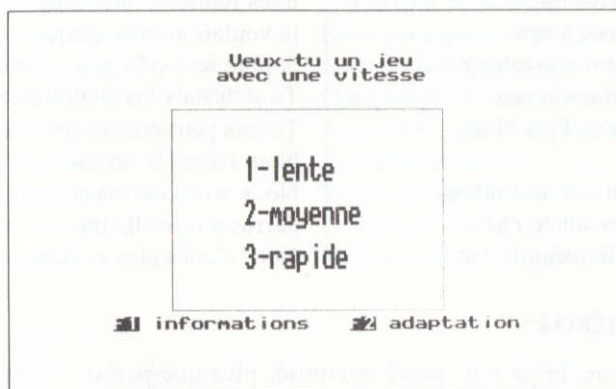 Veux-tu un jeu
avec une vitesse
1-lente
2-moyenne
3-rapide
informations adaptation